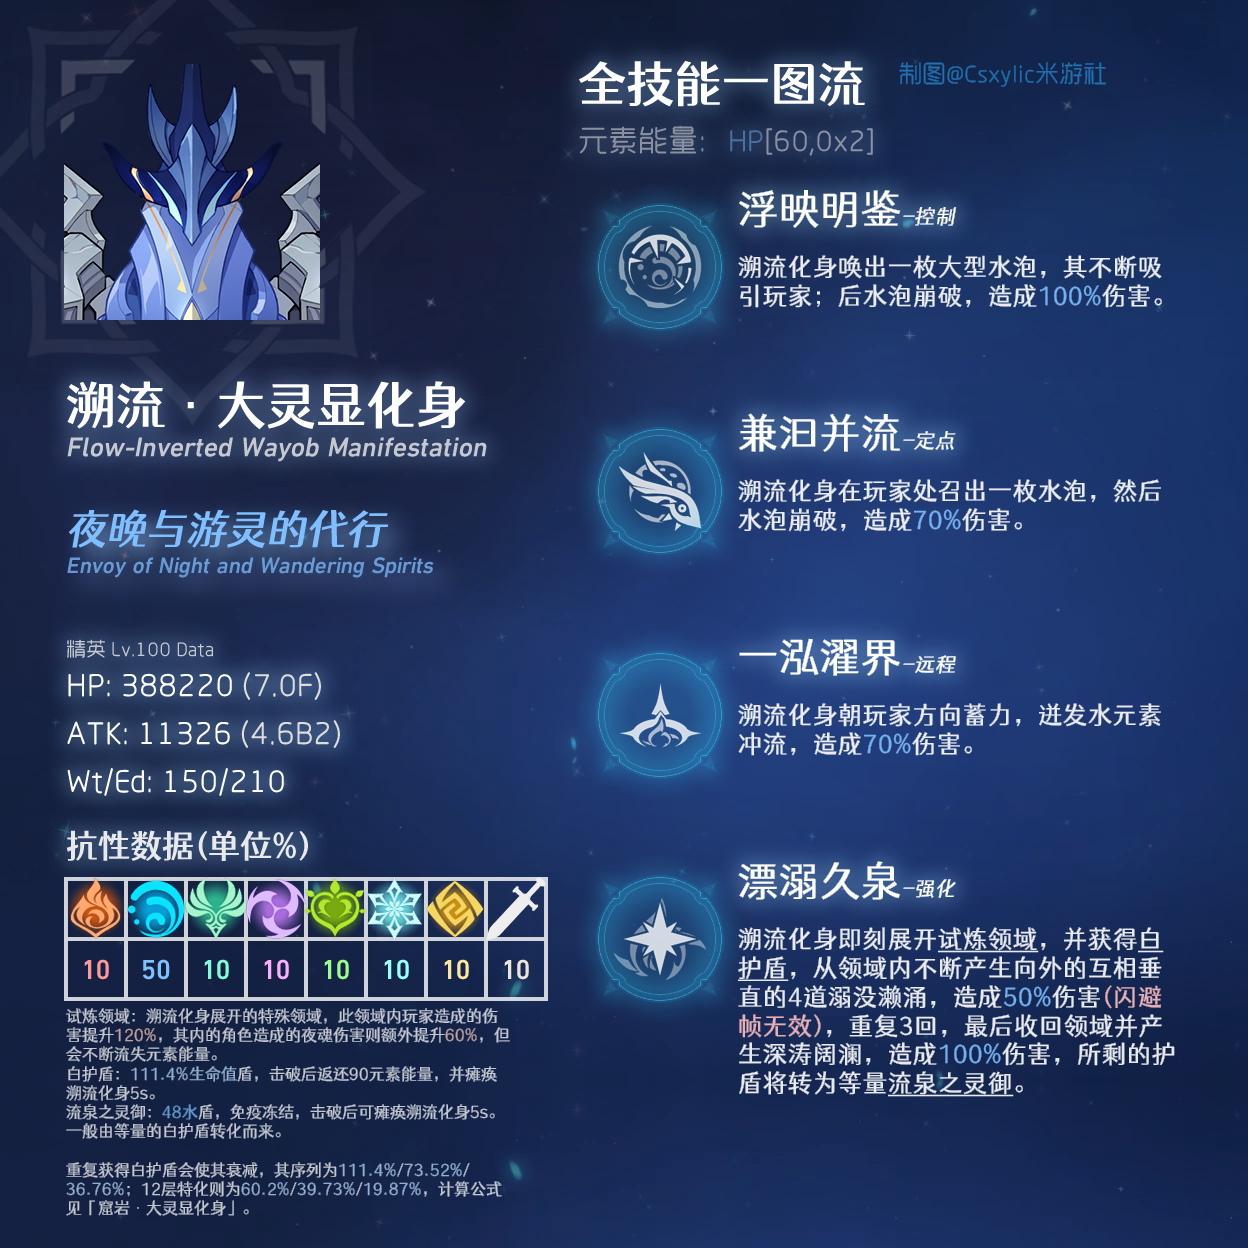 全技能一图流
制图@Csxylic米游社
元素能量: HP[60,0x2]
溯流 · 大灵显化身
Flow-Inverted Wayob Manifestation
夜晚与游灵的代行
Envoy of Night and Wandering Spirits
精英 Lv.100 Data
HP: 388220 (7.0F)
ATK: 11326 (4.6B2)
Wt/Ed: 150/210
抗性数据(单位%)
10 50 10 10 10 10 10 10
试炼领域：溯流化身展开的特殊领域，此领域内玩家造成的伤
害提升120%，其内的角色造成的夜魂伤害则额外提升60%，但
会不断流失元素能量。
白护盾：111.4%生命值盾，击破后返还90元素能量，并瘫痪
溯流化身5s。
流泉之灵御：48水盾，免疫冻结，击破后可瘫痪溯流化身5s。
一般由等量的白护盾转化而来。
重复获得白护盾会使其衰减，其序列为111.4%/73.52%/
36.76%；12层特化则为60.2%/39.73%/19.87%，计算公式
见「窟岩 · 大灵显化身」。
浮映明鉴-控制
溯流化身唤出一枚大型水泡，其不断吸
引玩家；后水泡崩破，造成100%伤害。
兼汩并流-定点
溯流化身在玩家处召出一枚水泡，然后
水泡崩破，造成70%伤害。
一泓濯界-远程
溯流化身朝玩家方向蓄力，迸发水元素
冲流，造成70%伤害。
漂溺久泉-强化
溯流化身即刻展开试炼领域，并获得白
护盾，从领域内不断产生向外的互相垂
直的4道溺没濑涌，造成50%伤害(闪避
帧无效)，重复3回，最后收回领域并产
生深涛阔澜，造成100%伤害，所剩的护
盾将转为等量流泉之灵御。